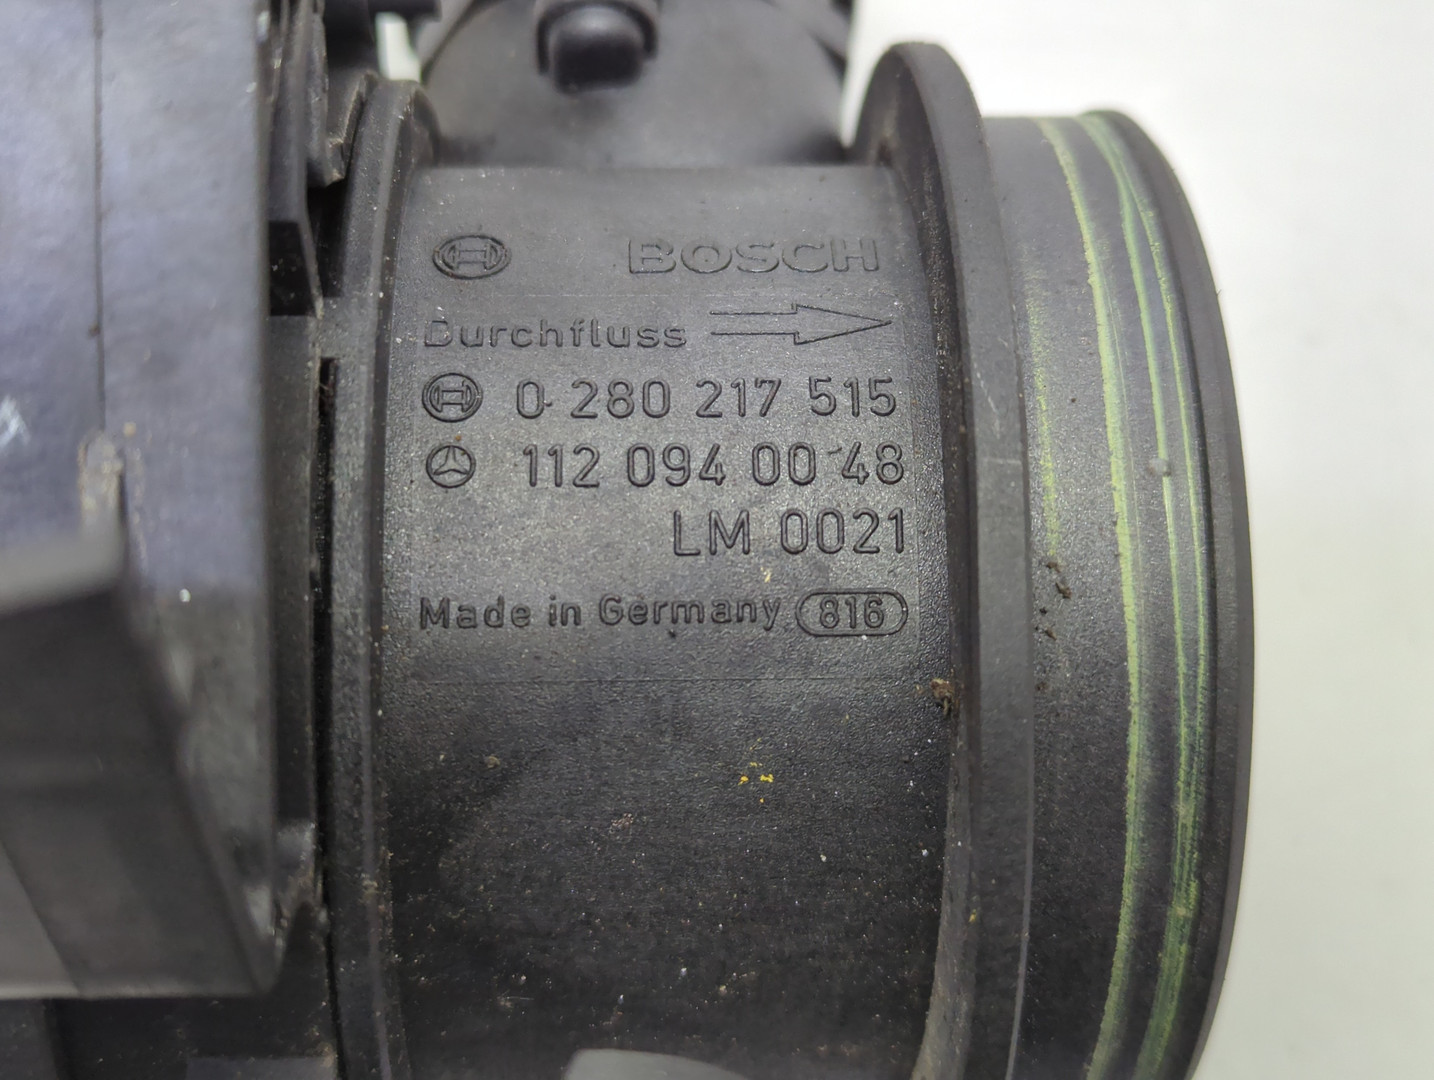 BOSCH
Durchfluss
0 280 217 515
112 094 00 48
LM 0021
Made in Germany 816